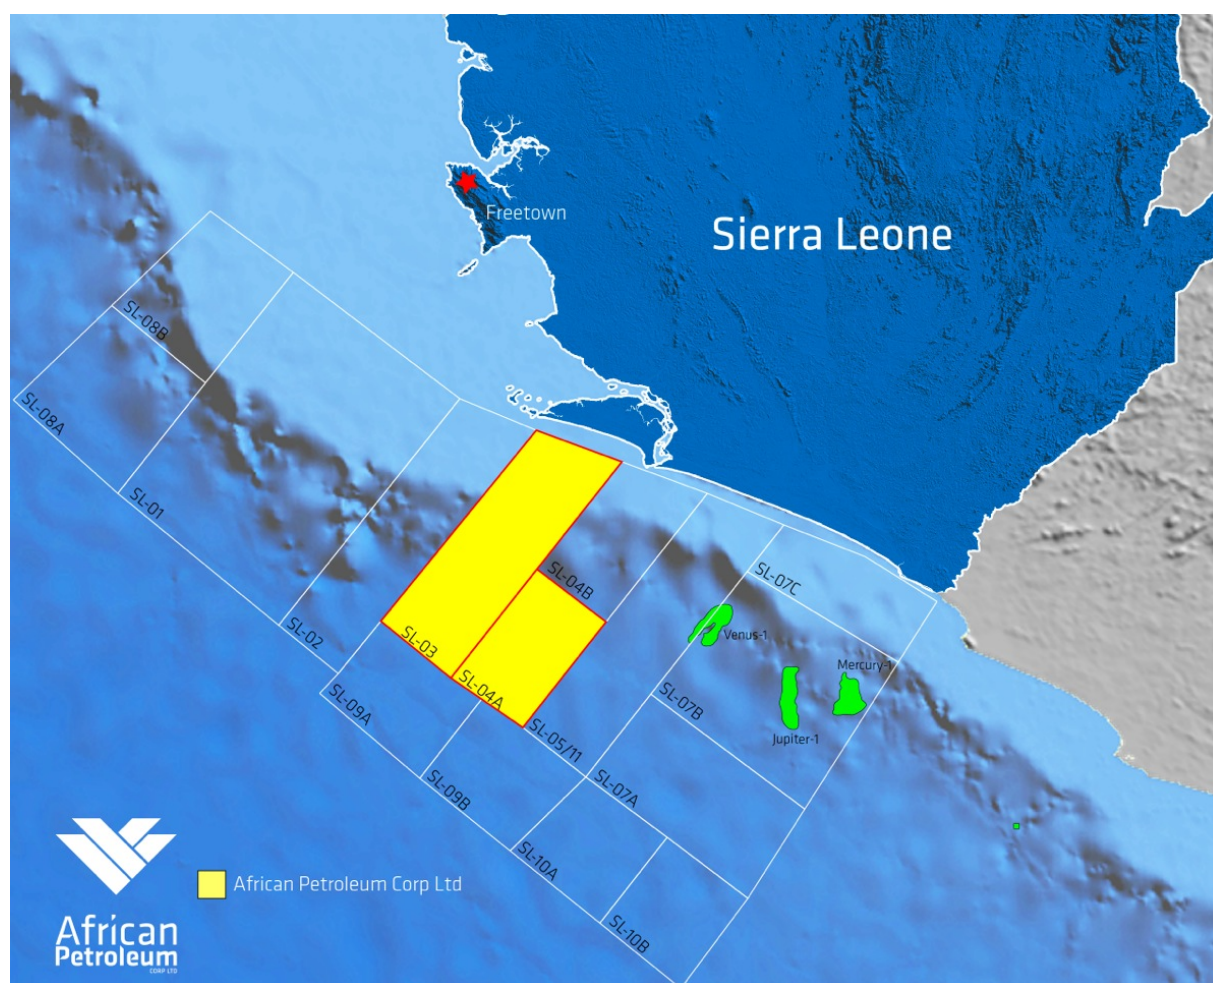 Freetown
Sierra Leone
SL-08B
SL-08A
SL-01
SL-02
SL-03
SL-04B
SL-04A
SL-05/11
SL-07C
Venus-1
Mercury-1
Jupiter-1
SL-07B
SL-07A
SL-09A
SL-09B
SL-10A
SL-10B
African Petroleum Corp Ltd
African
Petroleum
CORP LTD